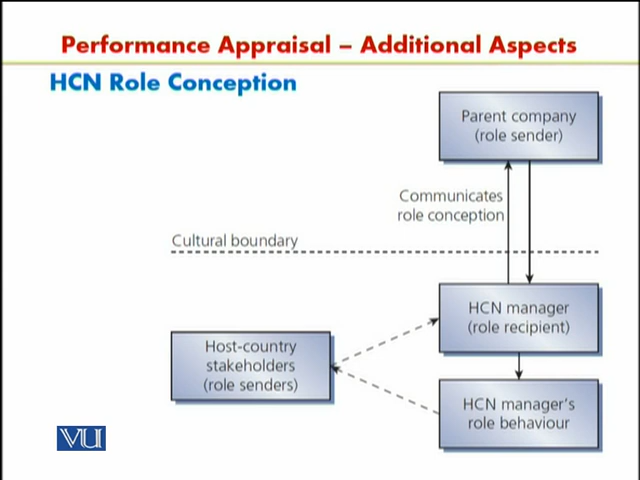 Performance Appraisal – Additional Aspects
HCN Role Conception
Parent company
(role sender)
Communicates
role conception
Cultural boundary
HCN manager
(role recipient)
Host-country
stakeholders
(role senders)
HCN manager's
role behaviour
VU